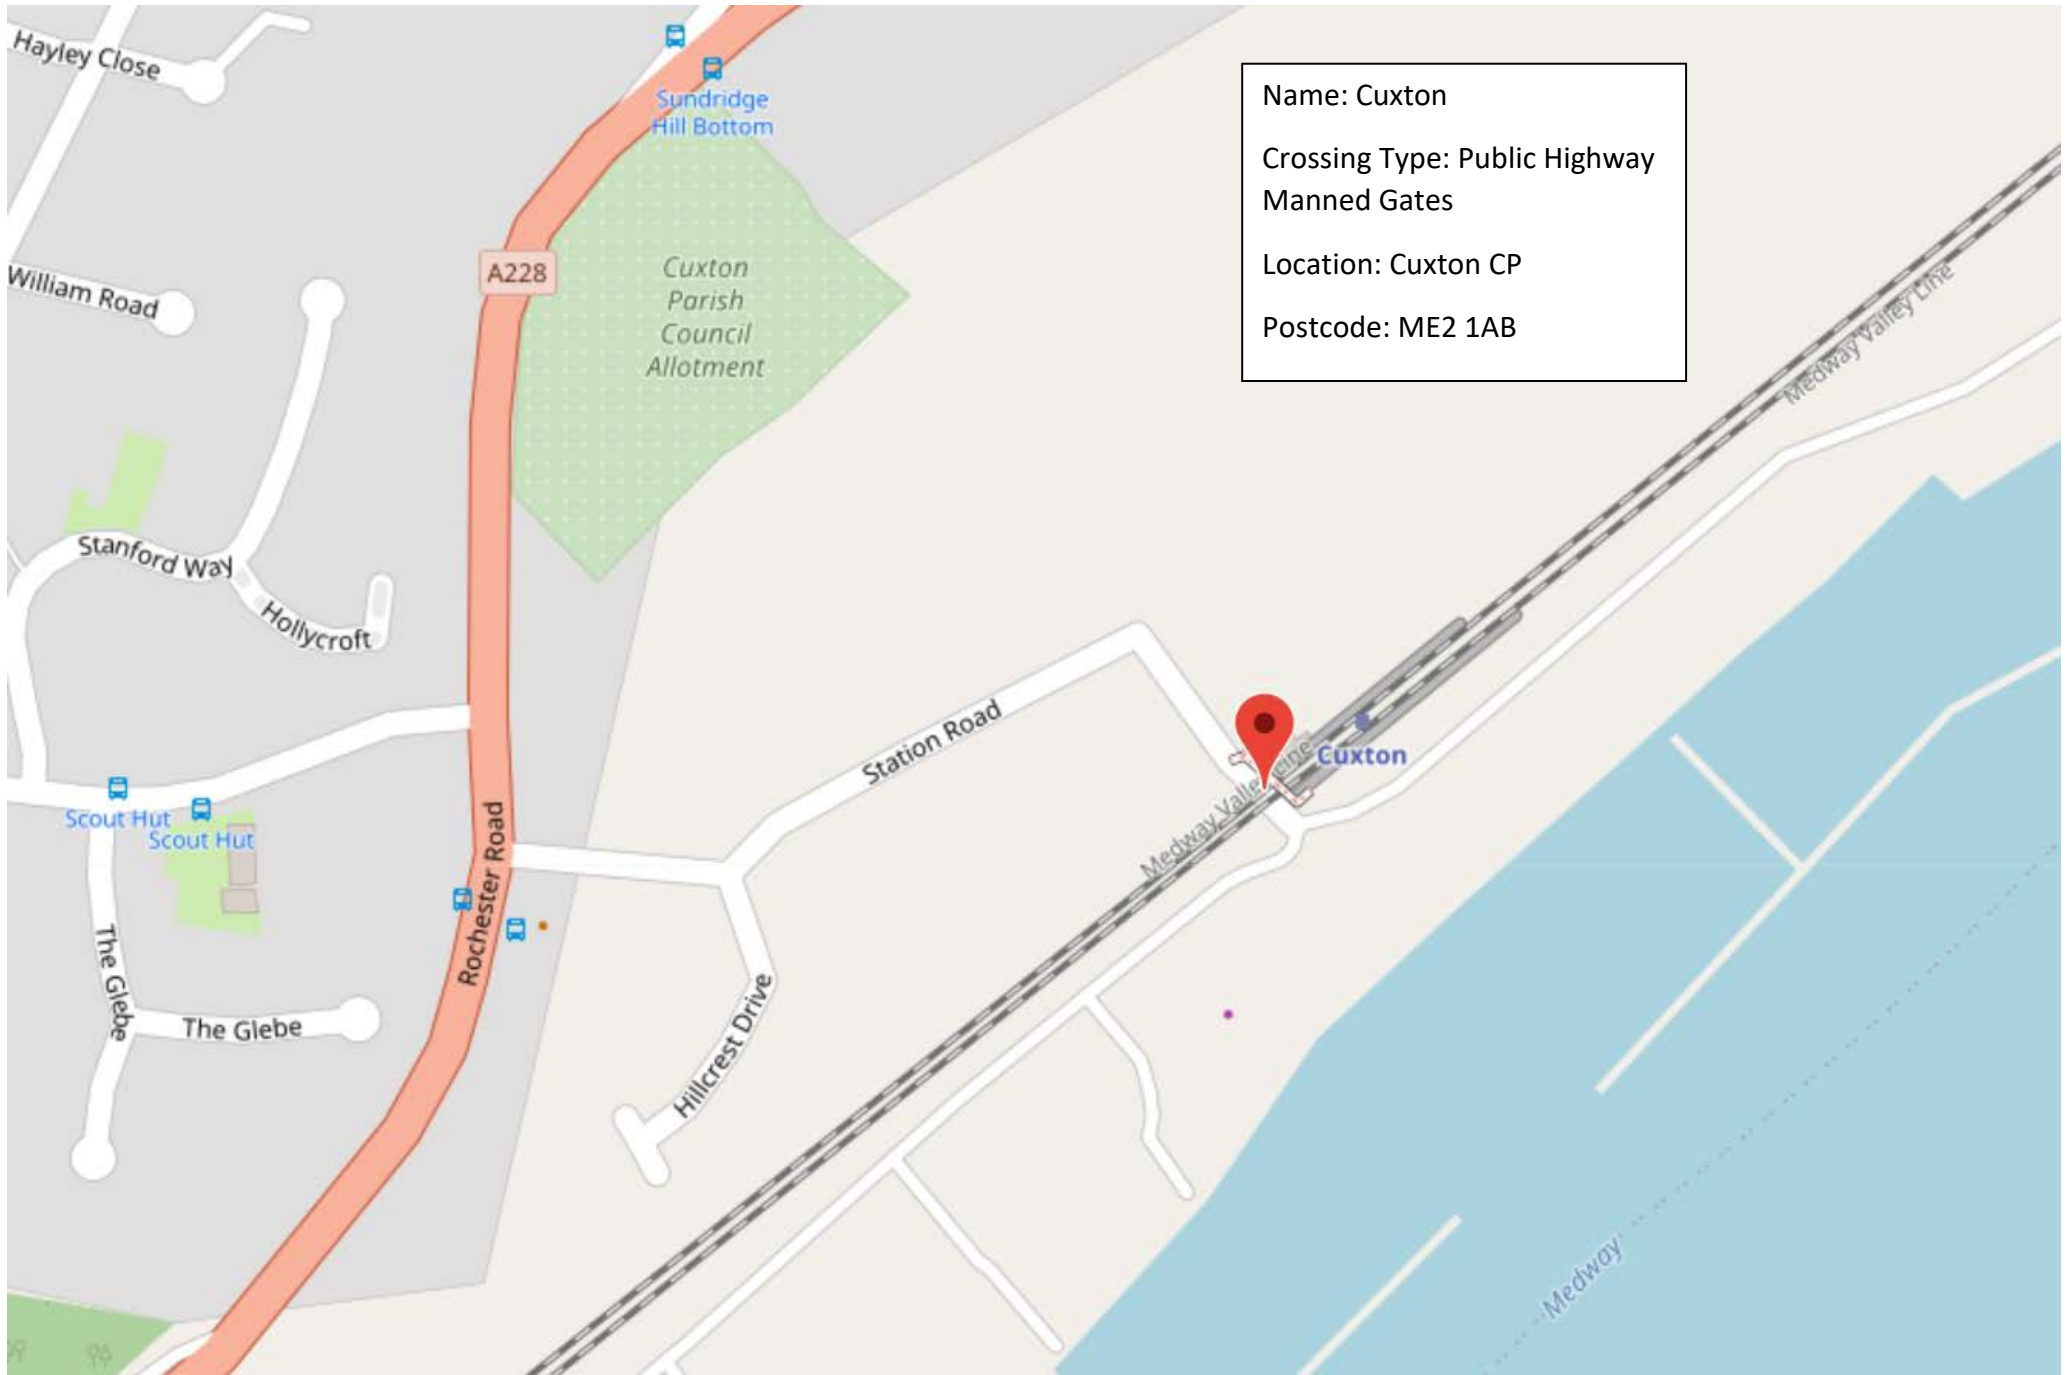 Hayley Close
Sundridge
Hill Bottom
Name: Cuxton
Crossing Type: Public Highway
Manned Gates
Location: Cuxton CP
Postcode: ME2 1AB
William Road
A228
Cuxton
Parish
Council
Allotment
Medway Valley Line
Stanford Way
Hollycroft
Station Road
Cuxton
Medway Valley Line
Scout Hut
Scout Hut
Rochester Road
The Glebe
The Glebe
Hillcrest Drive
Medway